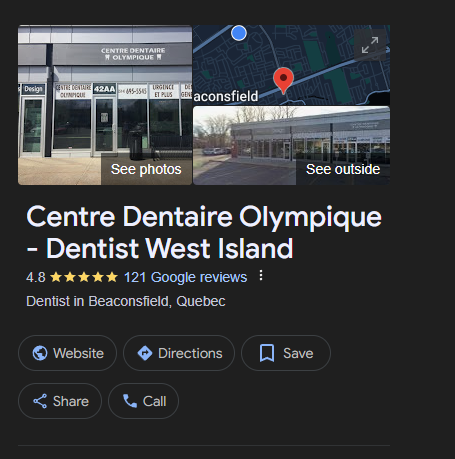 CENTRE DENTAIRE
OLYMPIQUE
Design
CENTRE DENTAIRE
OLYMPIQUE
42AA
695-5545
URGENCE
ET PLUS
See photos
aconsfield
See outside
Centre Dentaire Olympique
- Dentist West Island
4.8 ★★★★★ 121 Google reviews
Dentist in Beaconsfield, Quebec
Website
Directions
Save
Share
Call